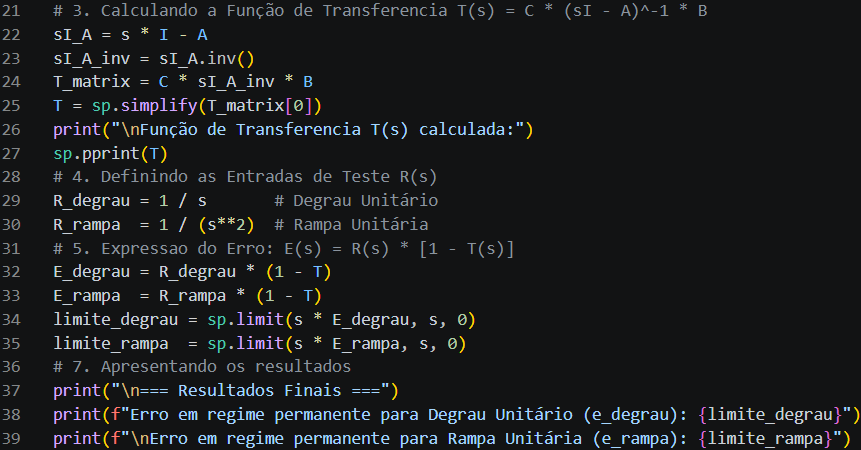 21 # 3. Calculando a Função de Transferencia T(s) = C * (sI - A)^-1 * B
22 sI_A = s * I - A
23 sI_A_inv = sI_A.inv()
24 T_matrix = C * sI_A_inv * B
25 T = sp.simplify(T_matrix[0])
26 print("\nFunção de Transferencia T(s) calculada:")
27 sp.pprint(T)
28 # 4. Definindo as Entradas de Teste R(s)
29 R_degrau = 1 / s # Degrau Unitário
30 R_rampa = 1 / (s**2) # Rampa Unitária
31 # 5. Expressao do Erro: E(s) = R(s) * [1 - T(s)]
32 E_degrau = R_degrau * (1 - T)
33 E_rampa = R_rampa * (1 - T)
34 limite_degrau = sp.limit(s * E_degrau, s, 0)
35 limite_rampa = sp.limit(s * E_rampa, s, 0)
36 # 7. Apresentando os resultados
37 print("\n=== Resultados Finais ===")
38 print(f"Erro em regime permanente para Degrau Unitário (e_degrau): {limite_degrau}")
39 print(f"\nErro em regime permanente para Rampa Unitária (e_rampa): {limite_rampa}")